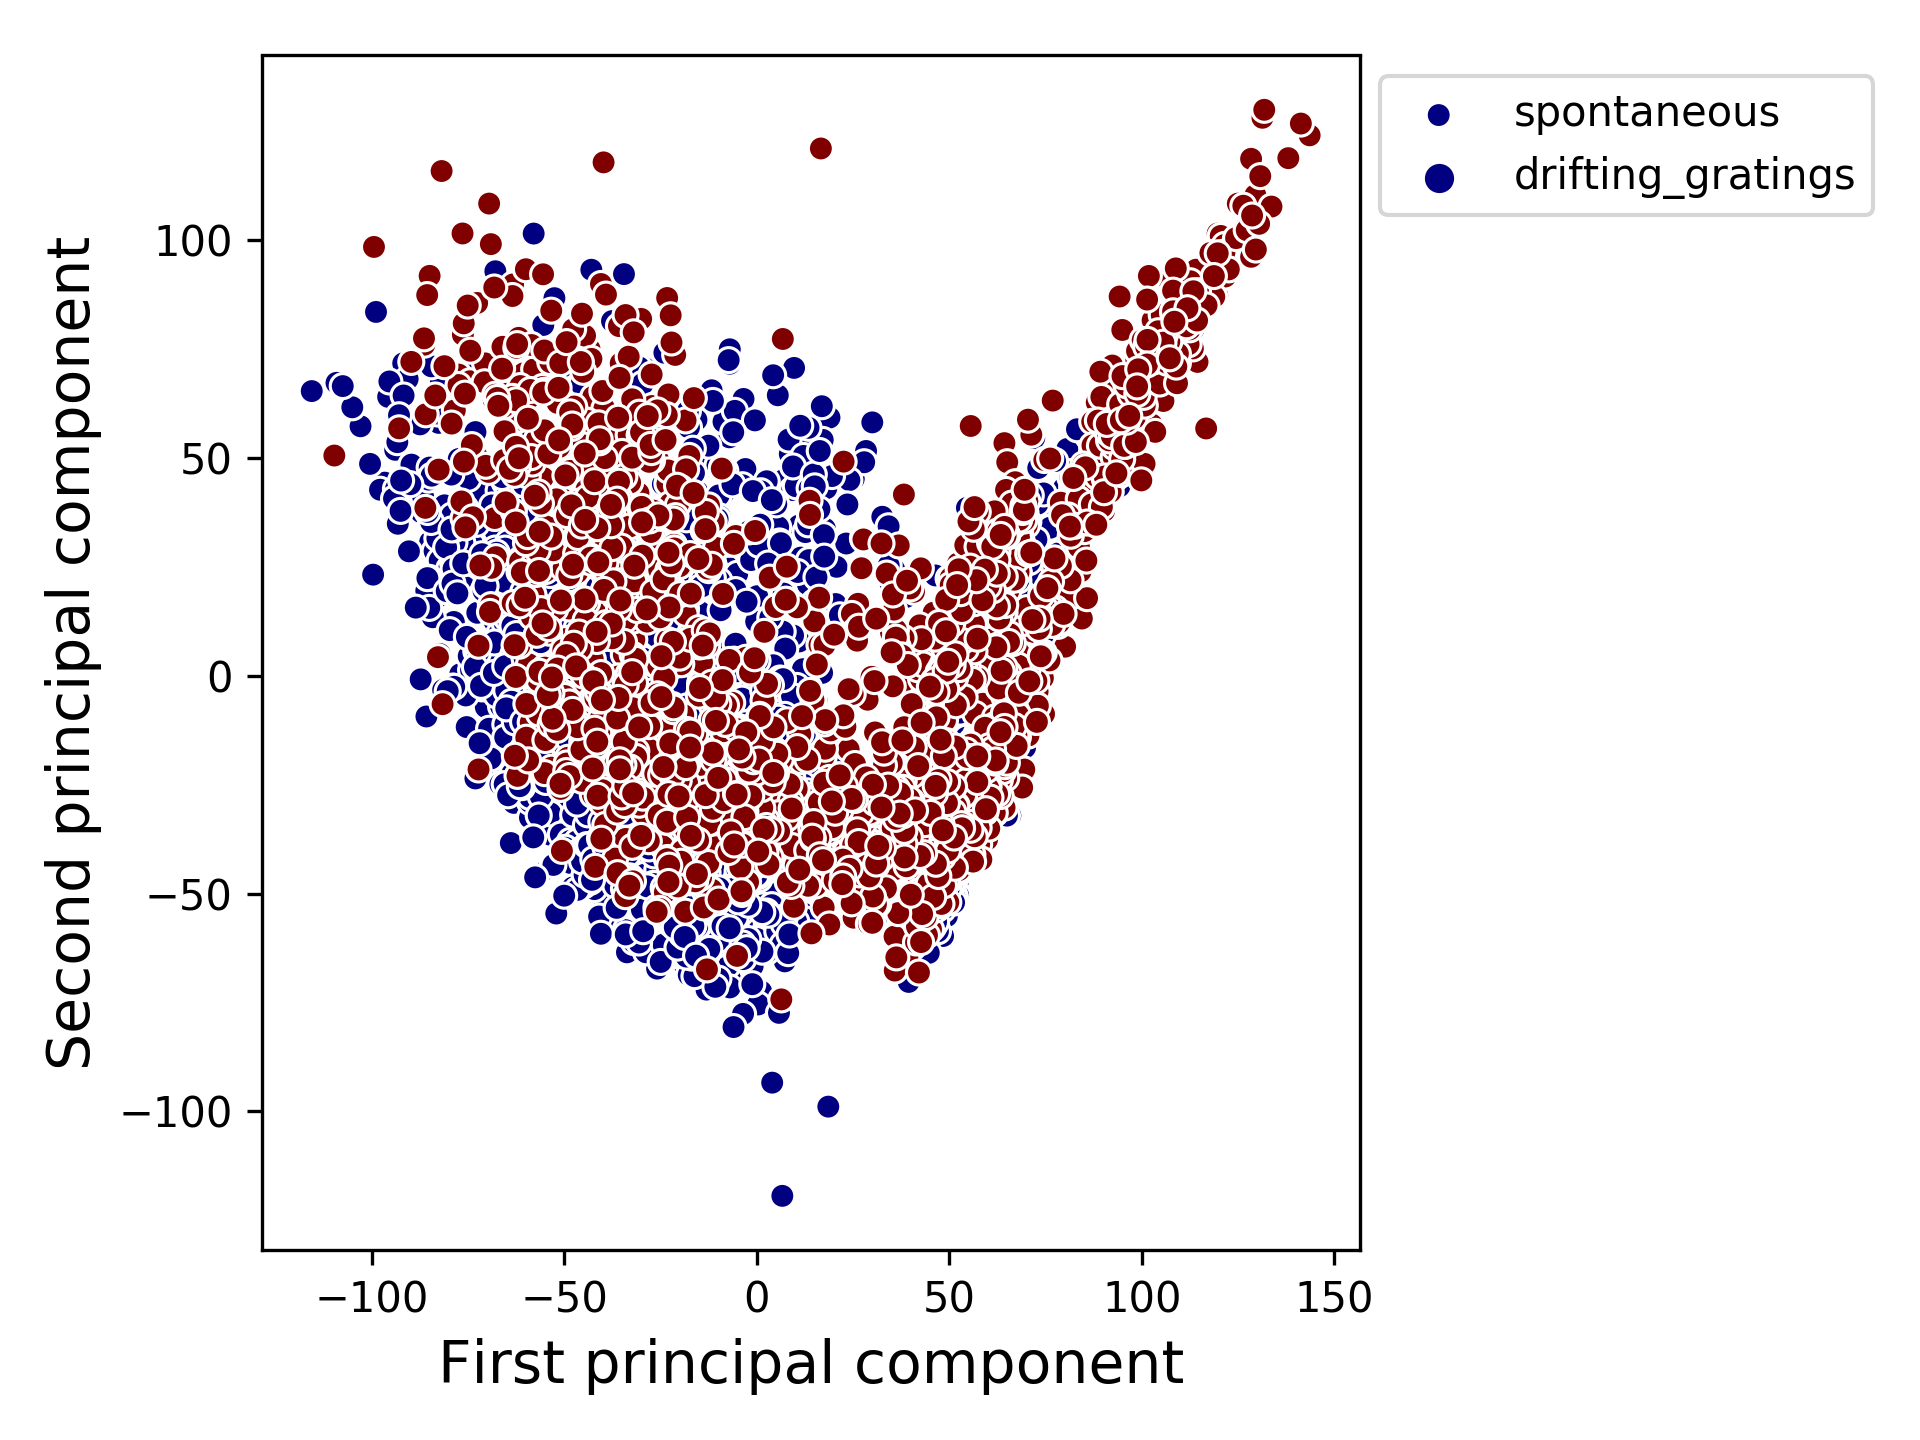 spontaneous
drifting_gratings
Second principal component
100
50
0
−50
−100
−100
−50
0
50
100
150
First principal component